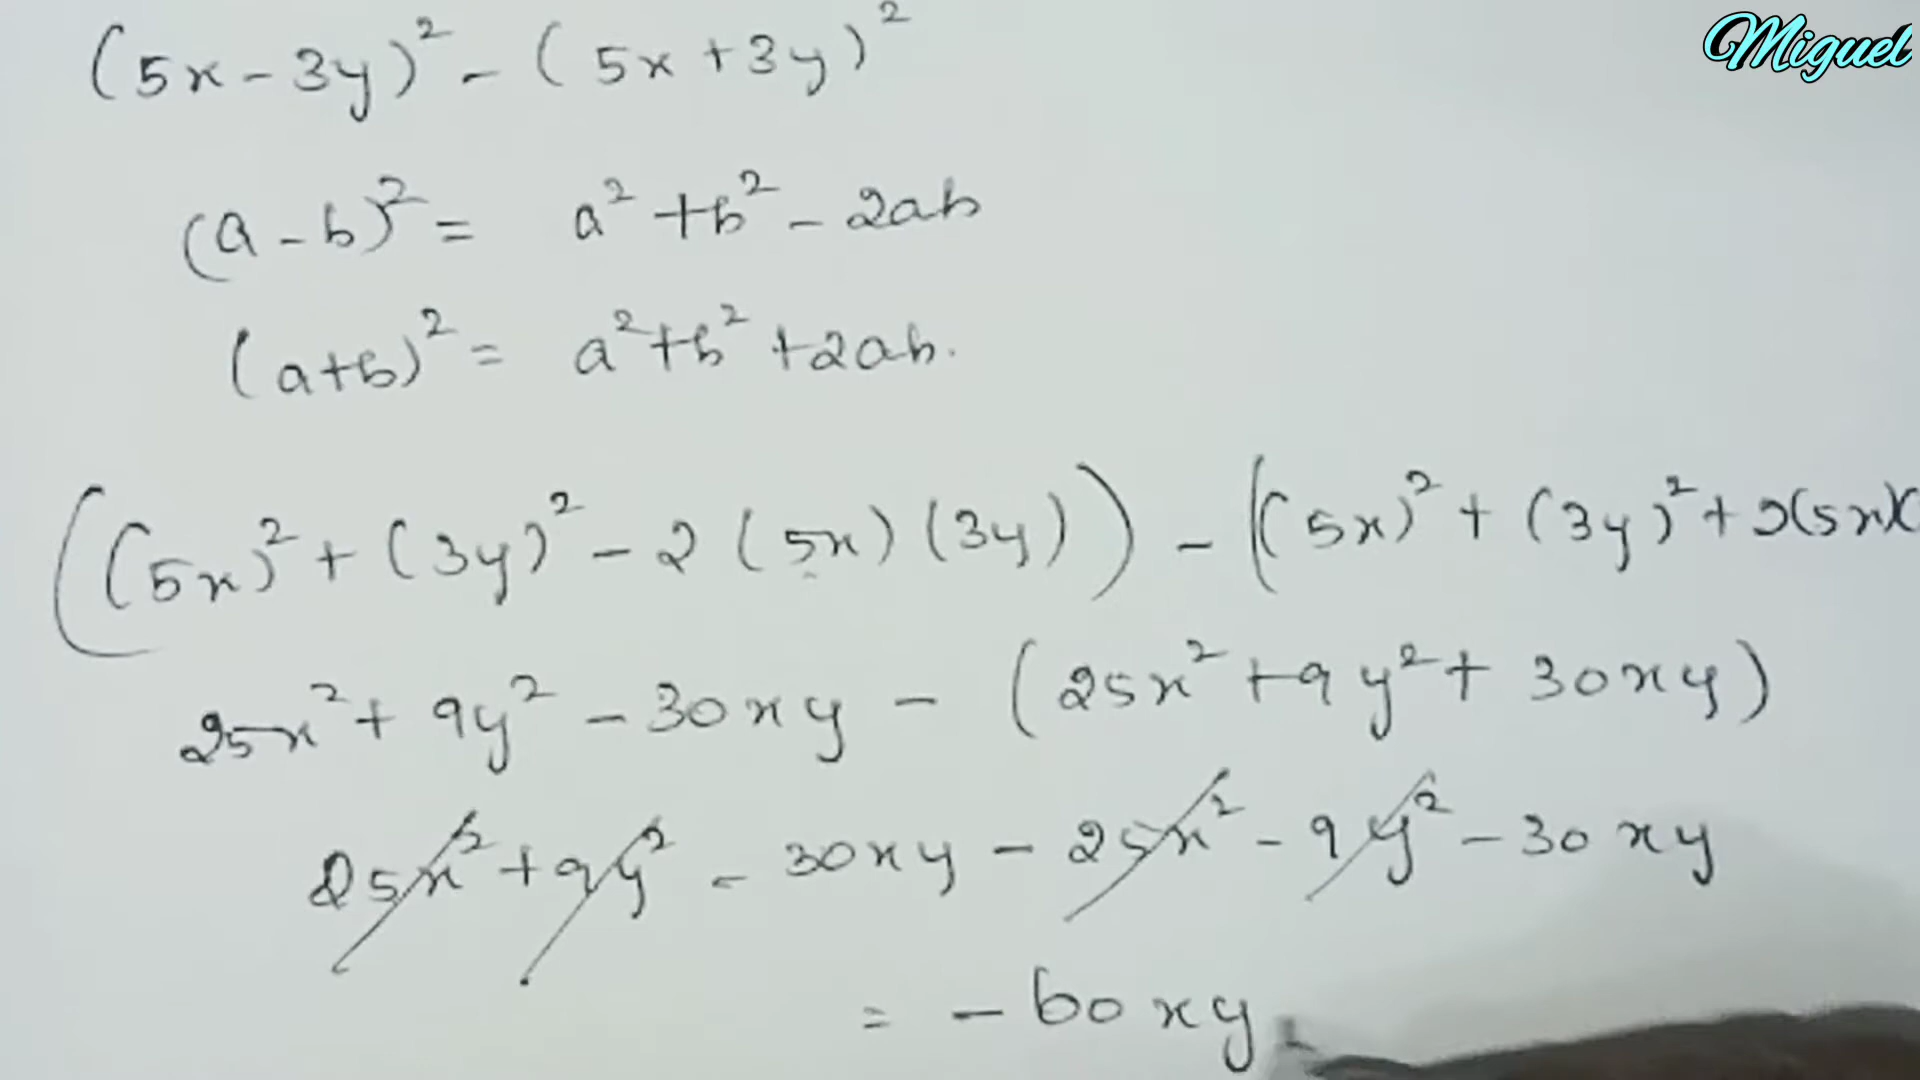 Miguel
(5x - 3y)² - (5x + 3y)²
(a - b)² = a² + b² - 2ab
(a + b)² = a² + b² + 2ab.
((5x)² + (3y)² - 2(5x)(3y)) - ((5x)² + (3y)² + 2(5x)(
25x² + 9y² - 30xy - (25x² + 9y² + 30xy)
25x² + 9y² - 30xy - 25x² - 9y² - 30xy
= - 60xy